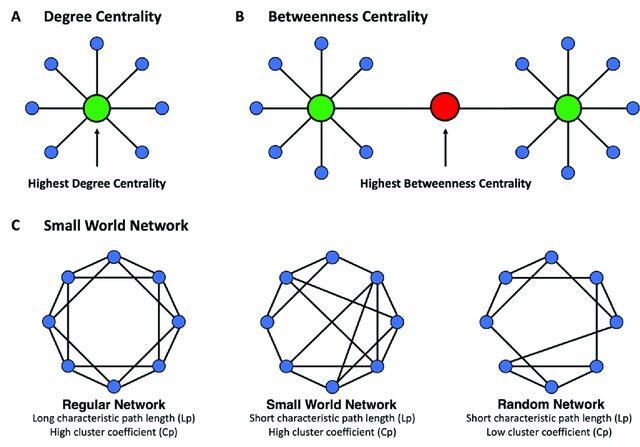 A Degree Centrality
B Betweenness Centrality
Highest Degree Centrality
Highest Betweenness Centrality
C Small World Network
Regular Network
Long characteristic path length (Lp)
High cluster coefficient (Cp)
Small World Network
Short characteristic path length (Lp)
High cluster coefficient (Cp)
Random Network
Short characteristic path length (Lp)
Low cluster coefficient (Cp)